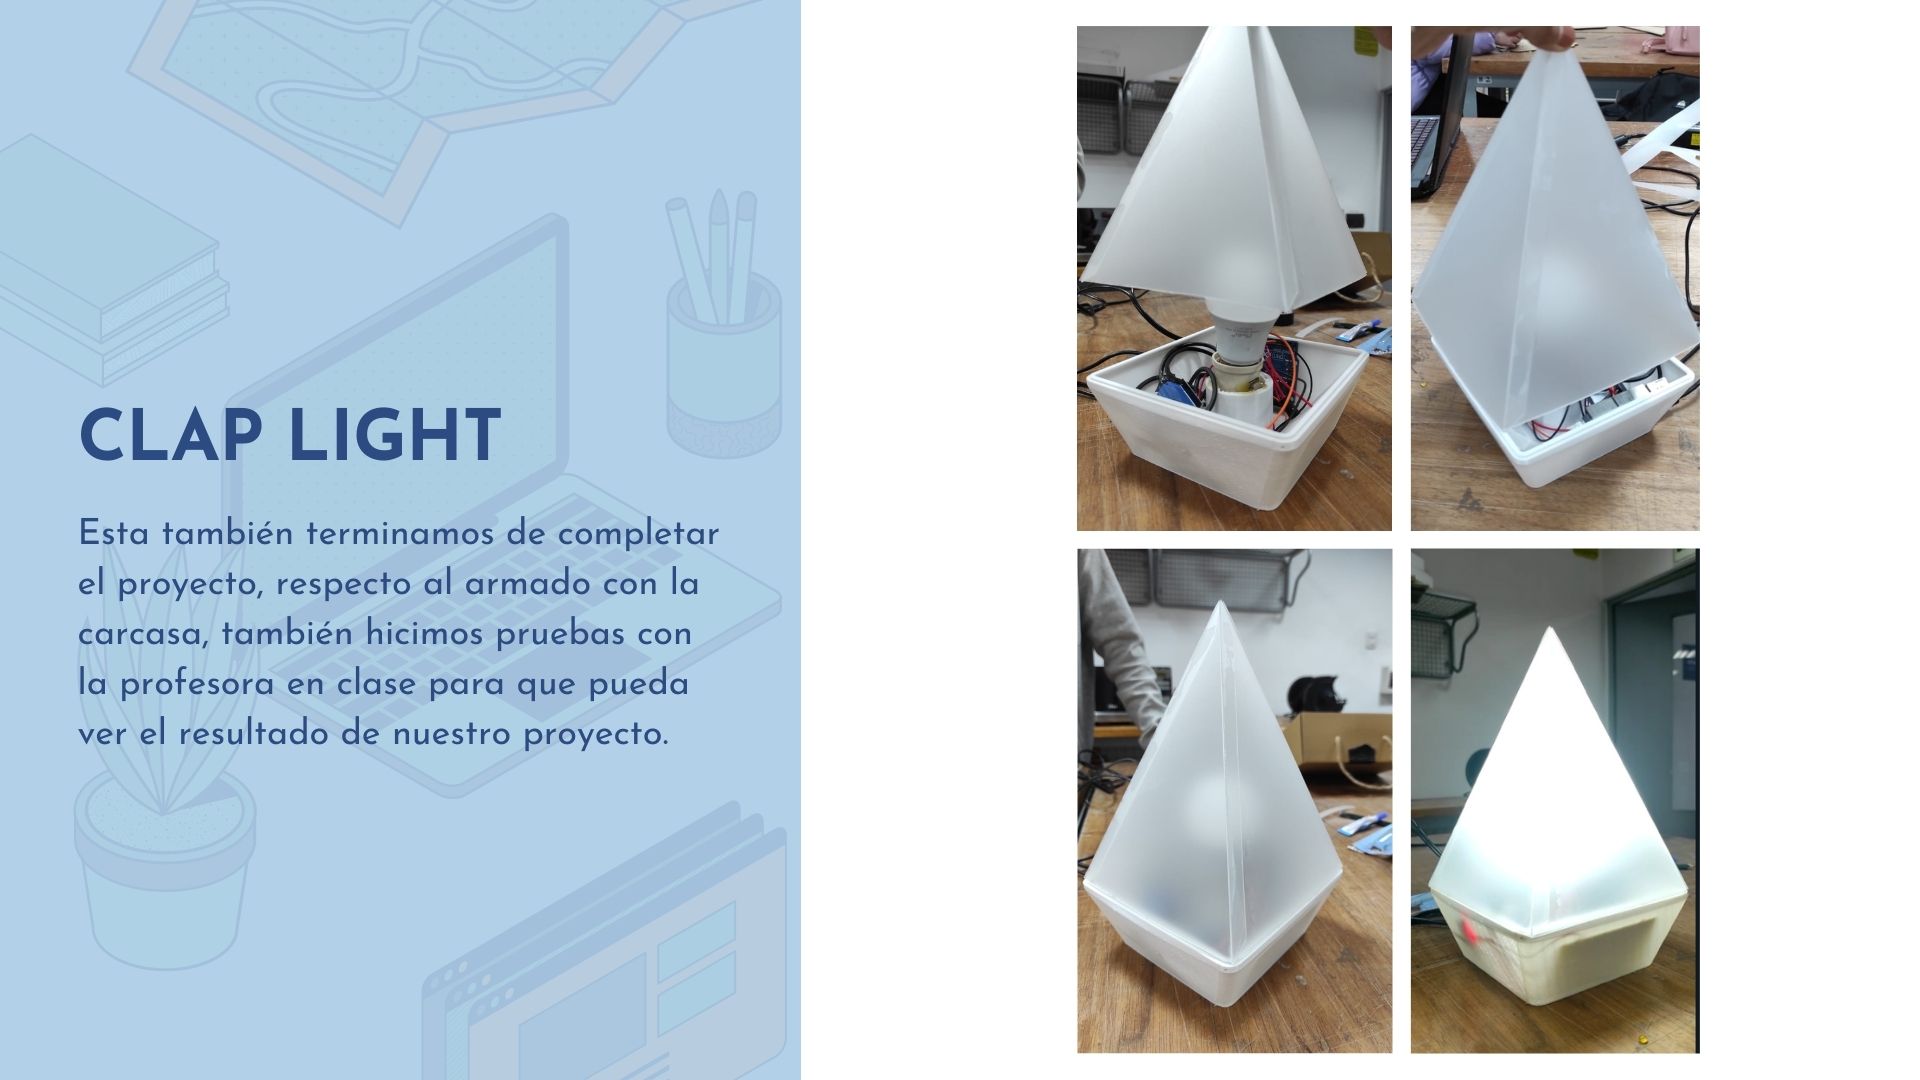 CLAP LIGHT
Esta también terminamos de completar
el proyecto, respecto al armado con la
carcasa, también hicimos pruebas con
la profesora en clase para que pueda
ver el resultado de nuestro proyecto.